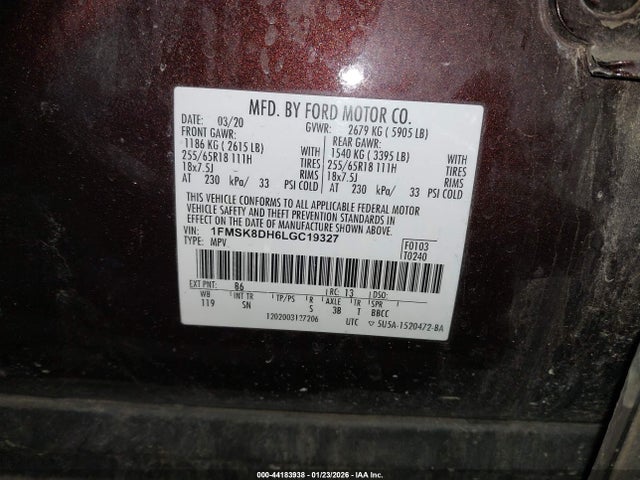 MFD. BY FORD MOTOR CO.
DATE: 03/20 GVWR: 2679 KG ( 5905 LB)
FRONT GAWR: REAR GAWR:
1186 KG ( 2615 LB) WITH 1540 KG ( 3395 LB) WITH
255/65R18 111H TIRES 255/65R18 111H TIRES
18x7.5J RIMS 18x7.5J RIMS
AT 230 kPa/ 33 PSI COLD AT 230 kPa/ 33 PSI COLD
THIS VEHICLE CONFORMS TO ALL APPLICABLE FEDERAL MOTOR
VEHICLE SAFETY AND THEFT PREVENTION STANDARDS IN
EFFECT ON THE DATE OF MANUFACTURE SHOWN ABOVE.
VIN: 1FMSK8DH6LGC19327
TYPE: MPV
F0103
T0240
EXT PNT: B6 RC: 13 DSO:
WB INT TR TP/PS R AXLE TR SPR
119 SN S 3B T BBCC
UTC ▽ 5U5A-1520472-BA
000-44183938 - 01/23/2026 - IAA Inc.